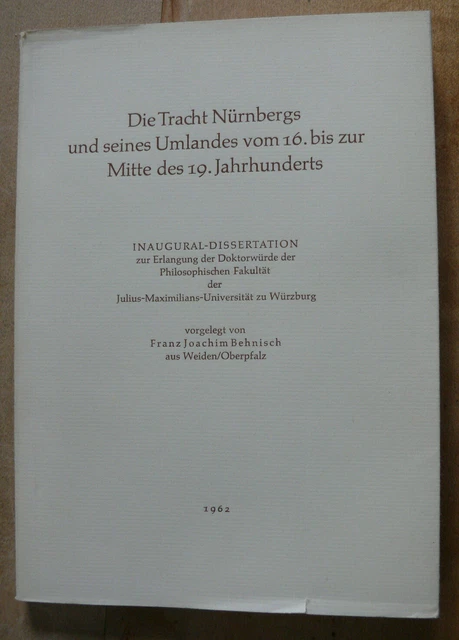 Die Tracht Nürnbergs
und seines Umlandes vom 16. bis zur
Mitte des 19. Jahrhunderts
INAUGURAL-DISSERTATION
zur Erlangung der Doktorwürde der
Philosophischen Fakultät
der
Julius-Maximilians-Universität zu Würzburg
vorgelegt von
Franz Joachim Behnisch
aus Weiden/Oberpfalz
1962